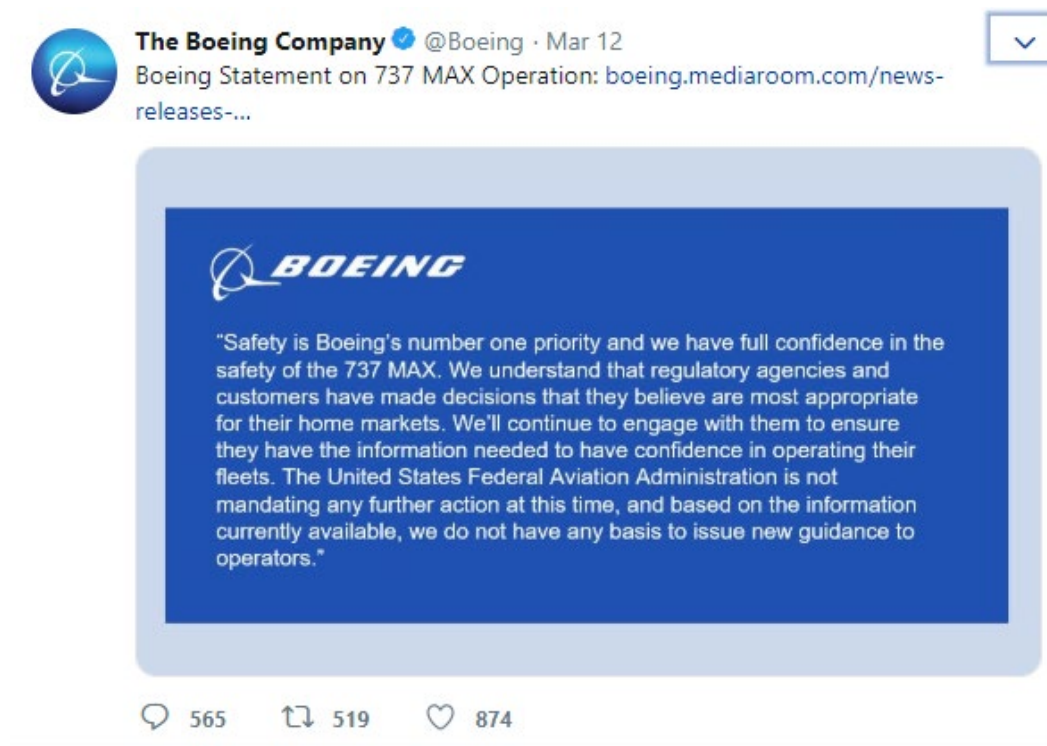 The Boeing Company @Boeing · Mar 12
Boeing Statement on 737 MAX Operation: boeing.mediaroom.com/news-
releases-...
BOEING
"Safety is Boeing's number one priority and we have full confidence in the
safety of the 737 MAX. We understand that regulatory agencies and
customers have made decisions that they believe are most appropriate
for their home markets. We'll continue to engage with them to ensure
they have the information needed to have confidence in operating their
fleets. The United States Federal Aviation Administration is not
mandating any further action at this time, and based on the information
currently available, we do not have any basis to issue new guidance to
operators."
565 519 874